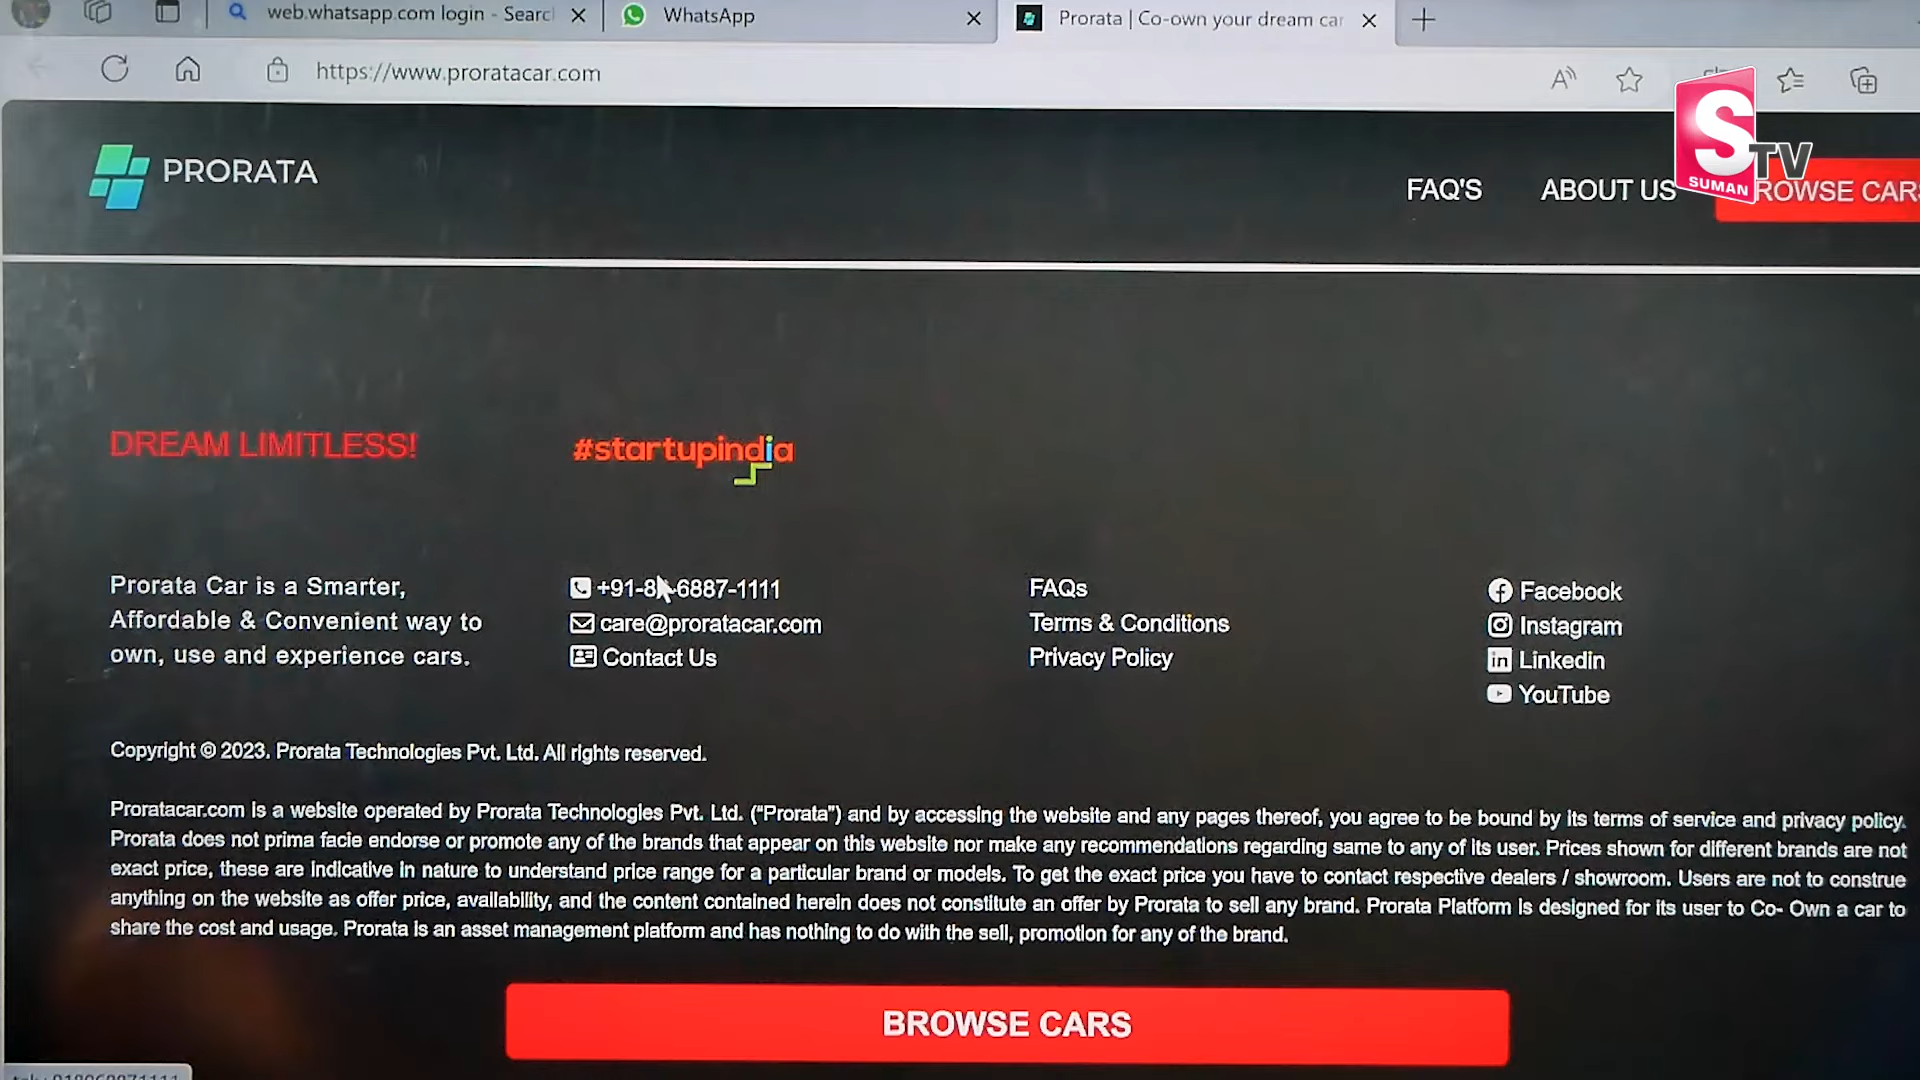 web.whatsapp.com login - Searc
WhatsApp
Prorata | Co-own your dream car
https://www.proratacar.com
PRORATA
FAQ'S
ABOUT US
ROWSE CARS
S TV
SUMAN
DREAM LIMITLESS!
#startupindia
Prorata Car is a Smarter,
Affordable & Convenient way to
own, use and experience cars.
-6887-1111
care@proratacar.com
Contact Us
FAQs
Terms & Conditions
Privacy Policy
Facebook
Instagram
Linkedin
YouTube
Copyright © 2023. Prorata Technologies Pvt. Ltd. All rights reserved.
Proratacar.com is a website operated by Prorata Technologies Pvt. Ltd. (“Prorata”) and by accessing the website and any pages thereof, you agree to be bound by its terms of service and privacy policy.
Prorata does not prima facie endorse or promote any of the brands that appear on this website nor make any recommendations regarding same to any of its user. Prices shown for different brands are not
exact price, these are indicative in nature to understand price range for a particular brand or models. To get the exact price you have to contact respective dealers / showroom. Users are not to construe
anything on the website as offer price, availability, and the content contained herein does not constitute an offer by Prorata to sell any brand. Prorata Platform is designed for its user to Co- Own a car to
share the cost and usage. Prorata is an asset management platform and has nothing to do with the sell, promotion for any of the brand.
BROWSE CARS